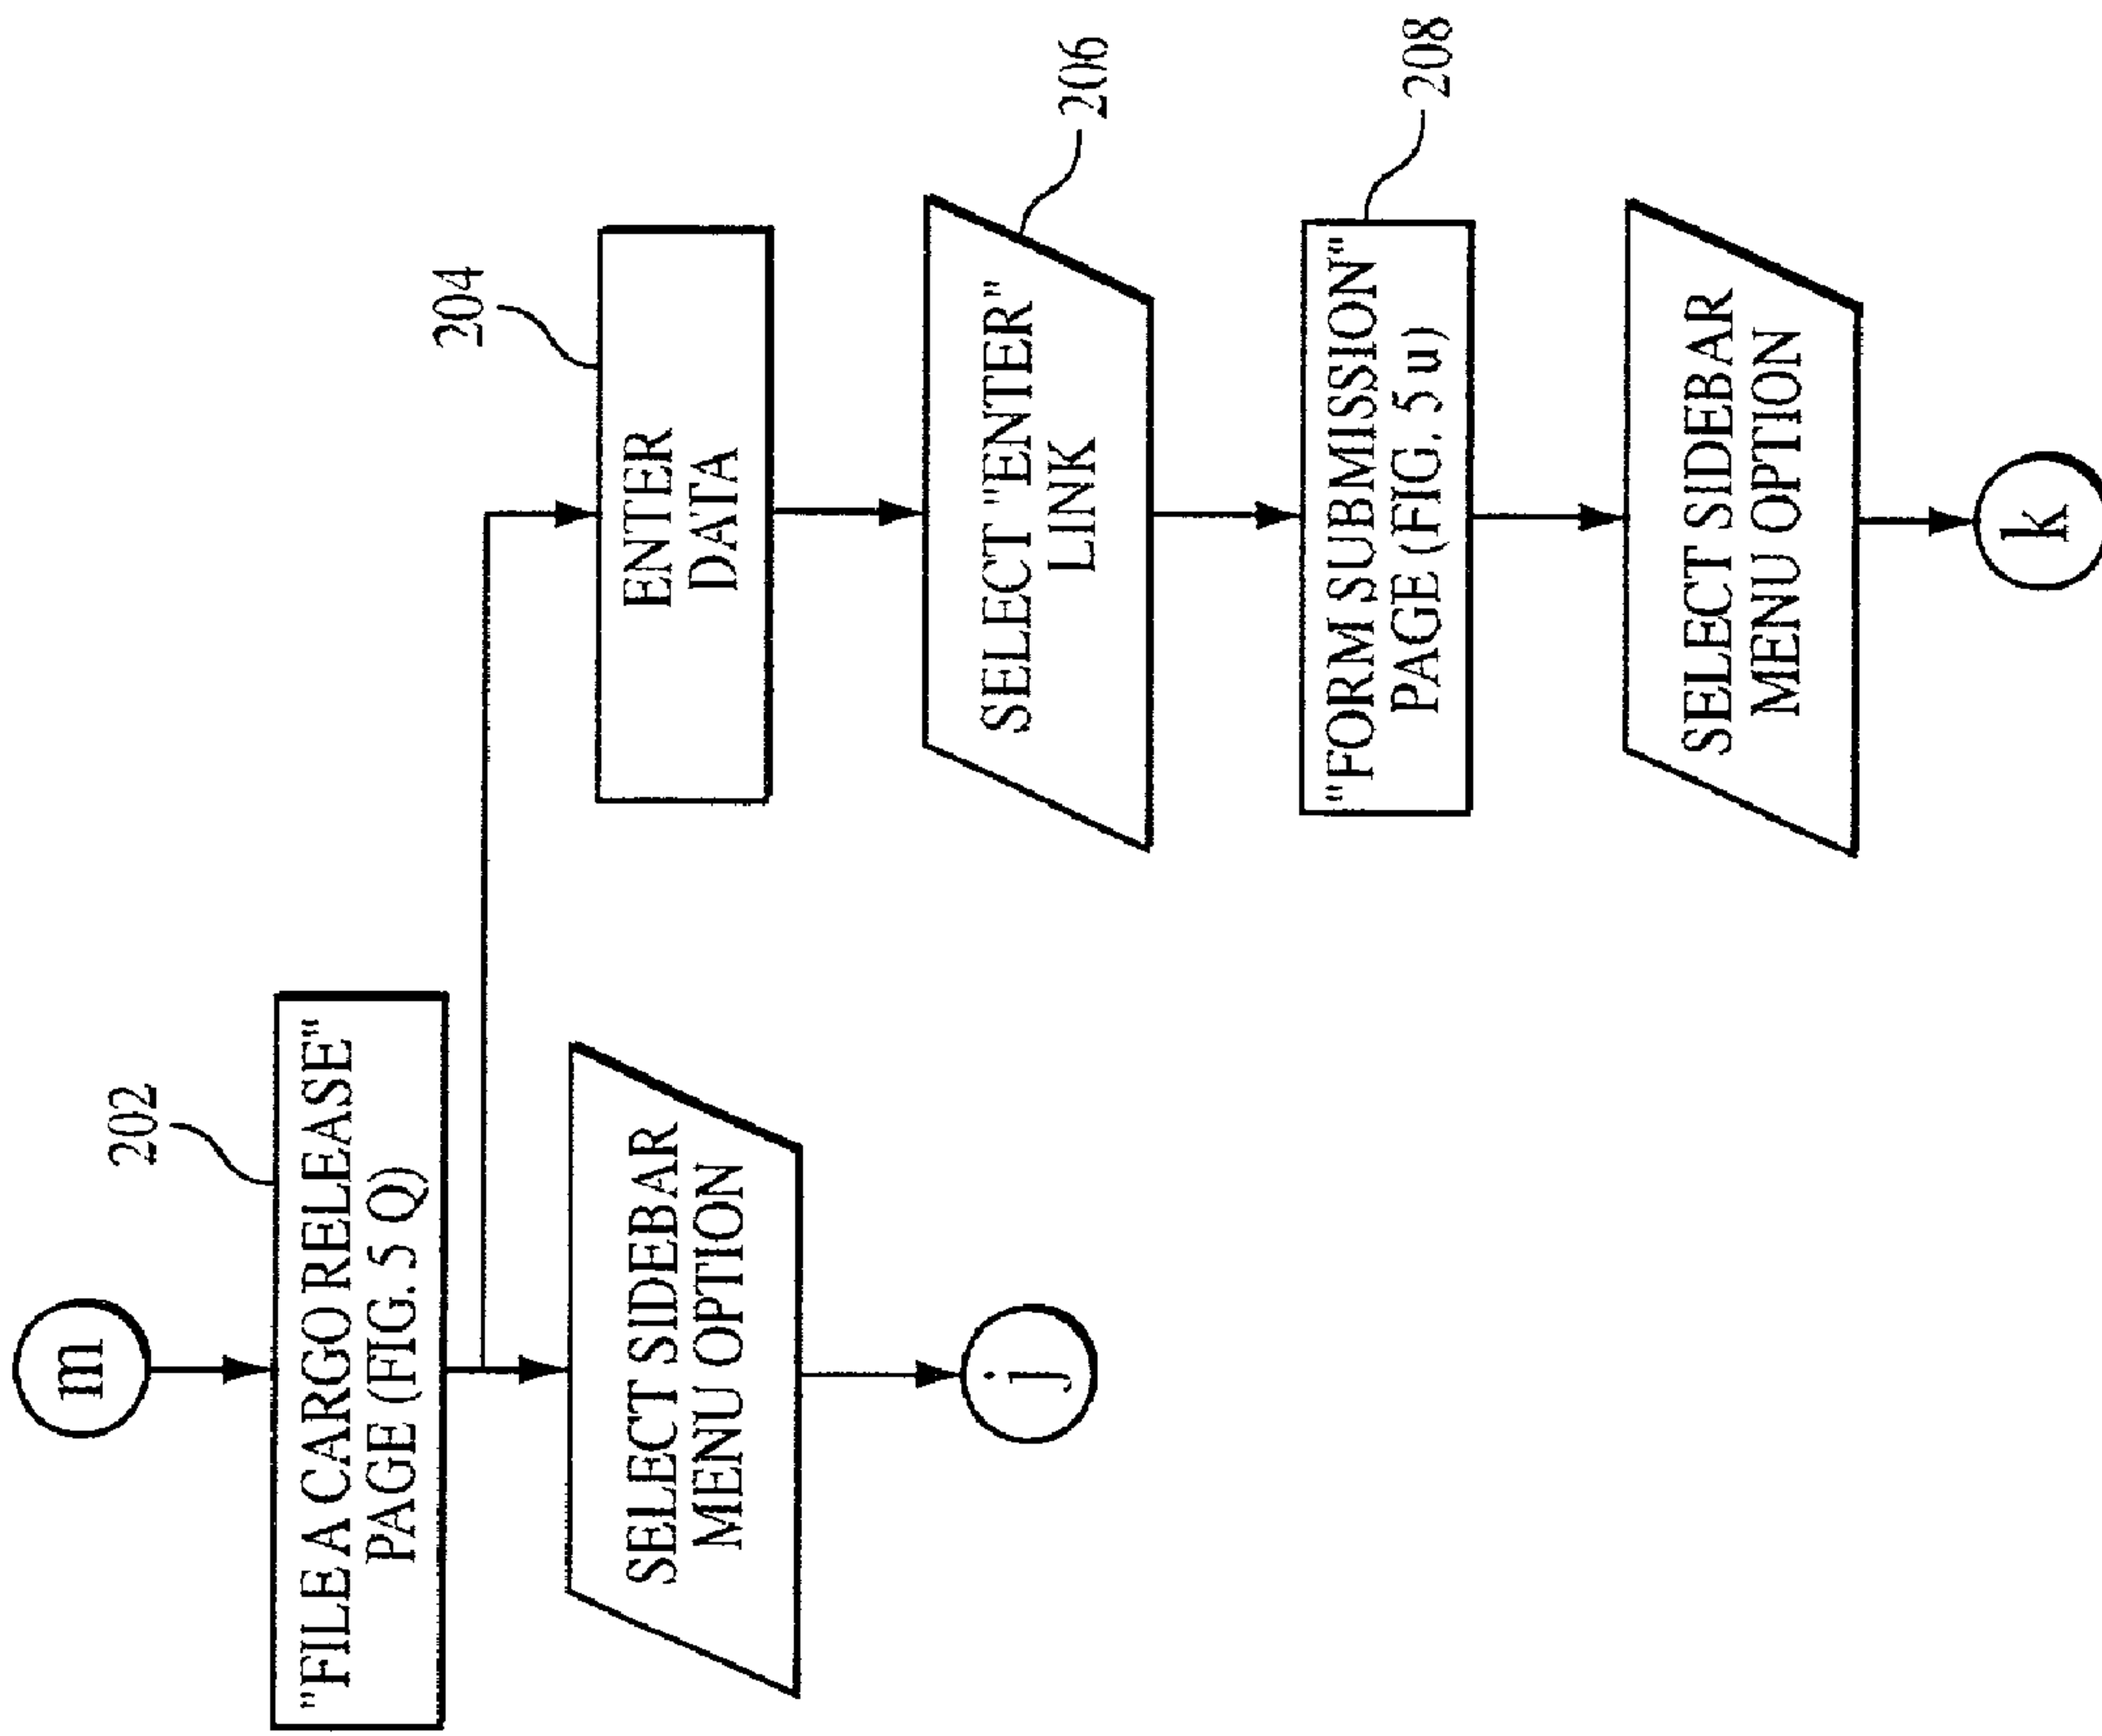 m
202
"FILE A CARGO RELEASE"
PAGE (FIG. 5 Q)
SELECT SIDEBAR
MENU OPTION
j
204
ENTER
DATA
SELECT "ENTER"
LINK
206
"FORM SUBMISSION"
PAGE (FIG. 5 u)
208
SELECT SIDEBAR
MENU OPTION
k